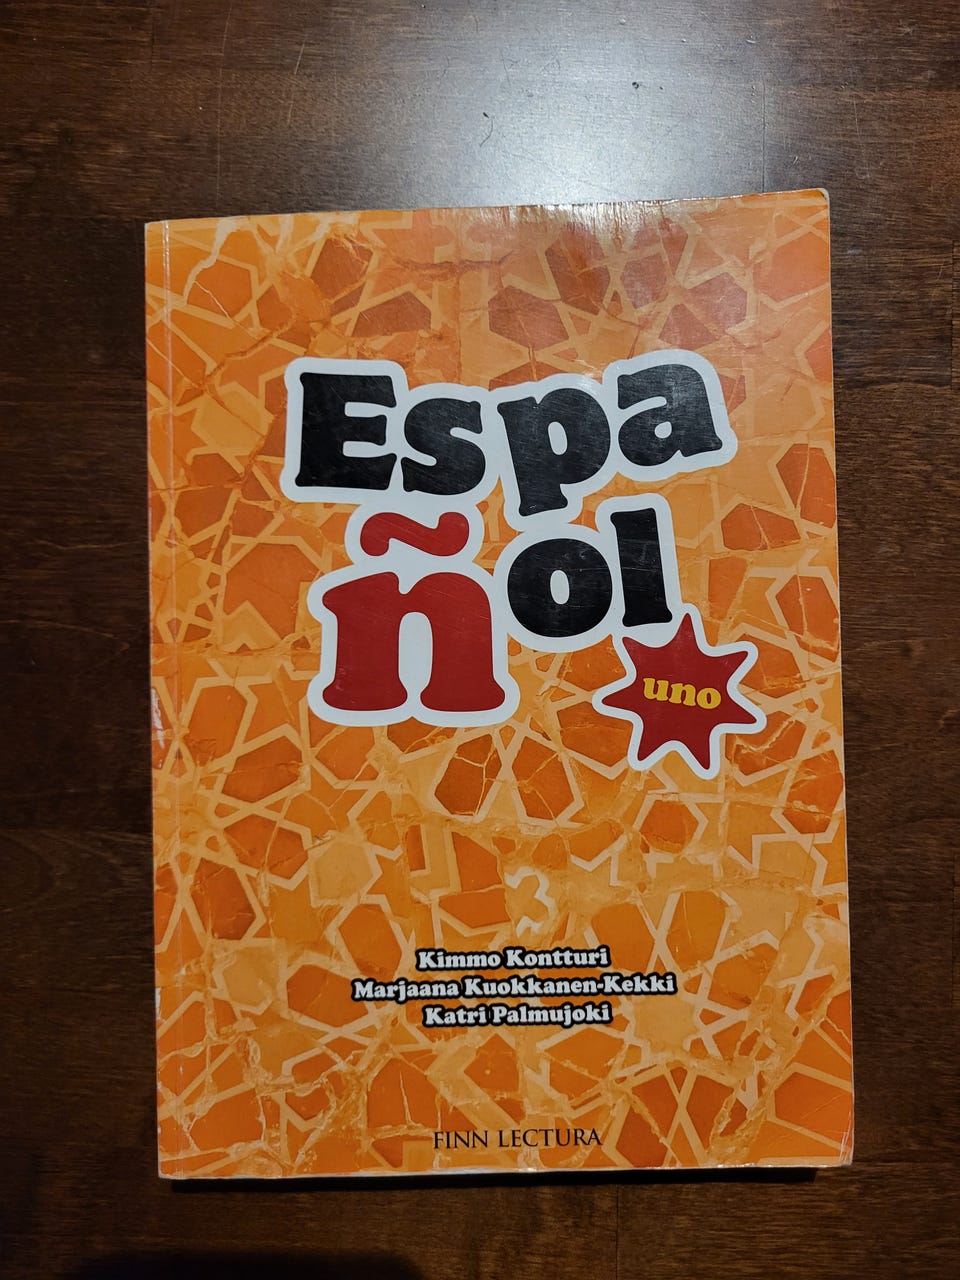 Espa
ñol
uno
Kimmo Kontturi
Marjaana Kuokkanen-Kekki
Katri Palmujoki
FINN LECTURA